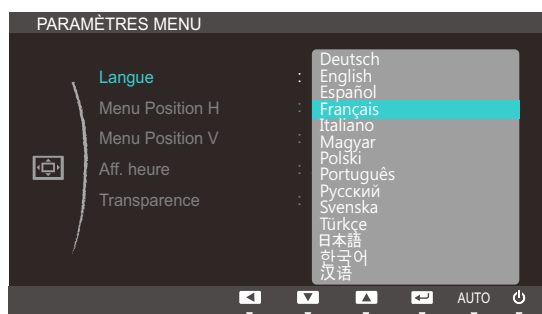 PARAMÈTRES MENU
Langue :
Menu Position H :
Menu Position V :
Aff. heure :
Transparence :
Deutsch
English
Español
Français
Italiano
Magyar
Polski
Português
Русский
Svenska
Türkçe
日本語
한국어
汉语
AUTO